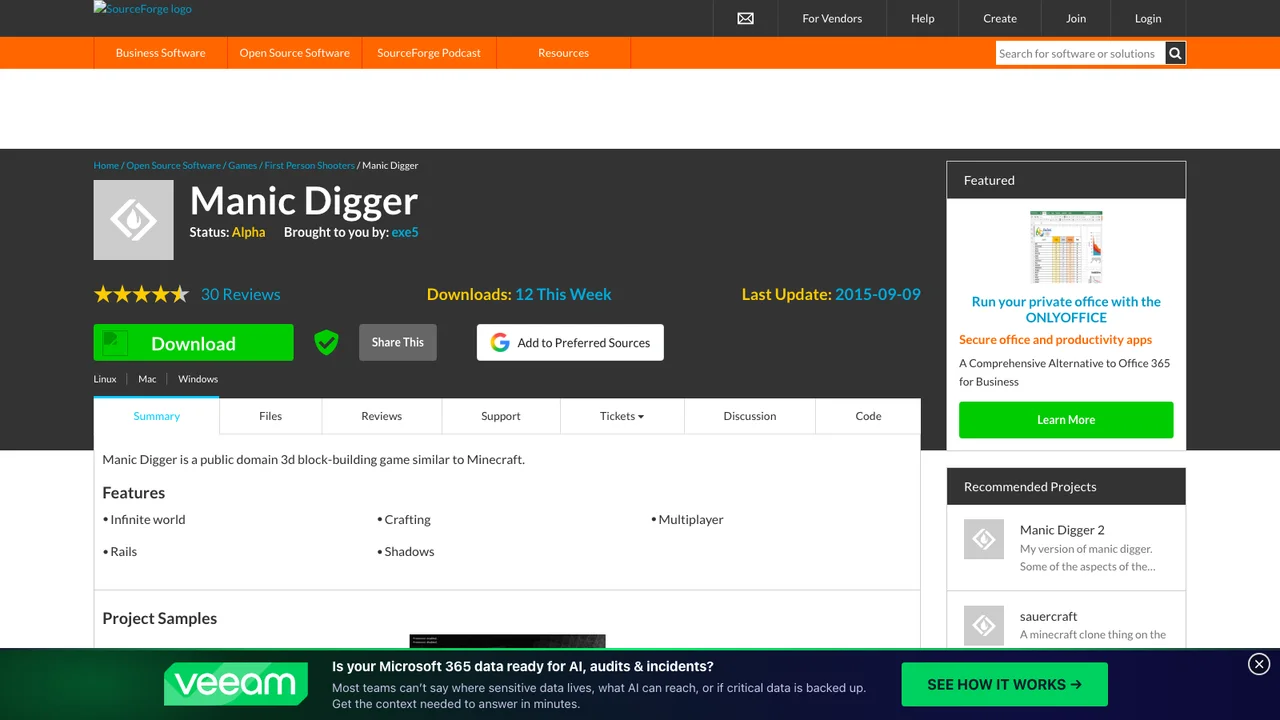 SourceForge logo
For Vendors
Help
Create
Join
Login
Business Software
Open Source Software
SourceForge Podcast
Resources
Search for software or solutions
Home / Open Source Software / Games / First Person Shooters / Manic Digger
Manic Digger
Status: Alpha
Brought to you by: exe5
30 Reviews
Downloads: 12 This Week
Last Update: 2015-09-09
Download
Share This
Add to Preferred Sources
Linux
Mac
Windows
Summary
Files
Reviews
Support
Tickets
Discussion
Code
Manic Digger is a public domain 3d block-building game similar to Minecraft.
Features
• Infinite world
• Crafting
• Multiplayer
• Rails
• Shadows
Project Samples
Featured
Run your private office with the
ONLYOFFICE
Secure office and productivity apps
A Comprehensive Alternative to Office 365
for Business
Learn More
Recommended Projects
Manic Digger 2
My version of manic digger.
Some of the aspects of the...
sauercraft
A minecraft clone thing on the
veeam
Is your Microsoft 365 data ready for AI, audits & incidents?
Most teams can't say where sensitive data lives, what AI can reach, or if critical data is backed up.
Get the context needed to answer in minutes.
SEE HOW IT WORKS →